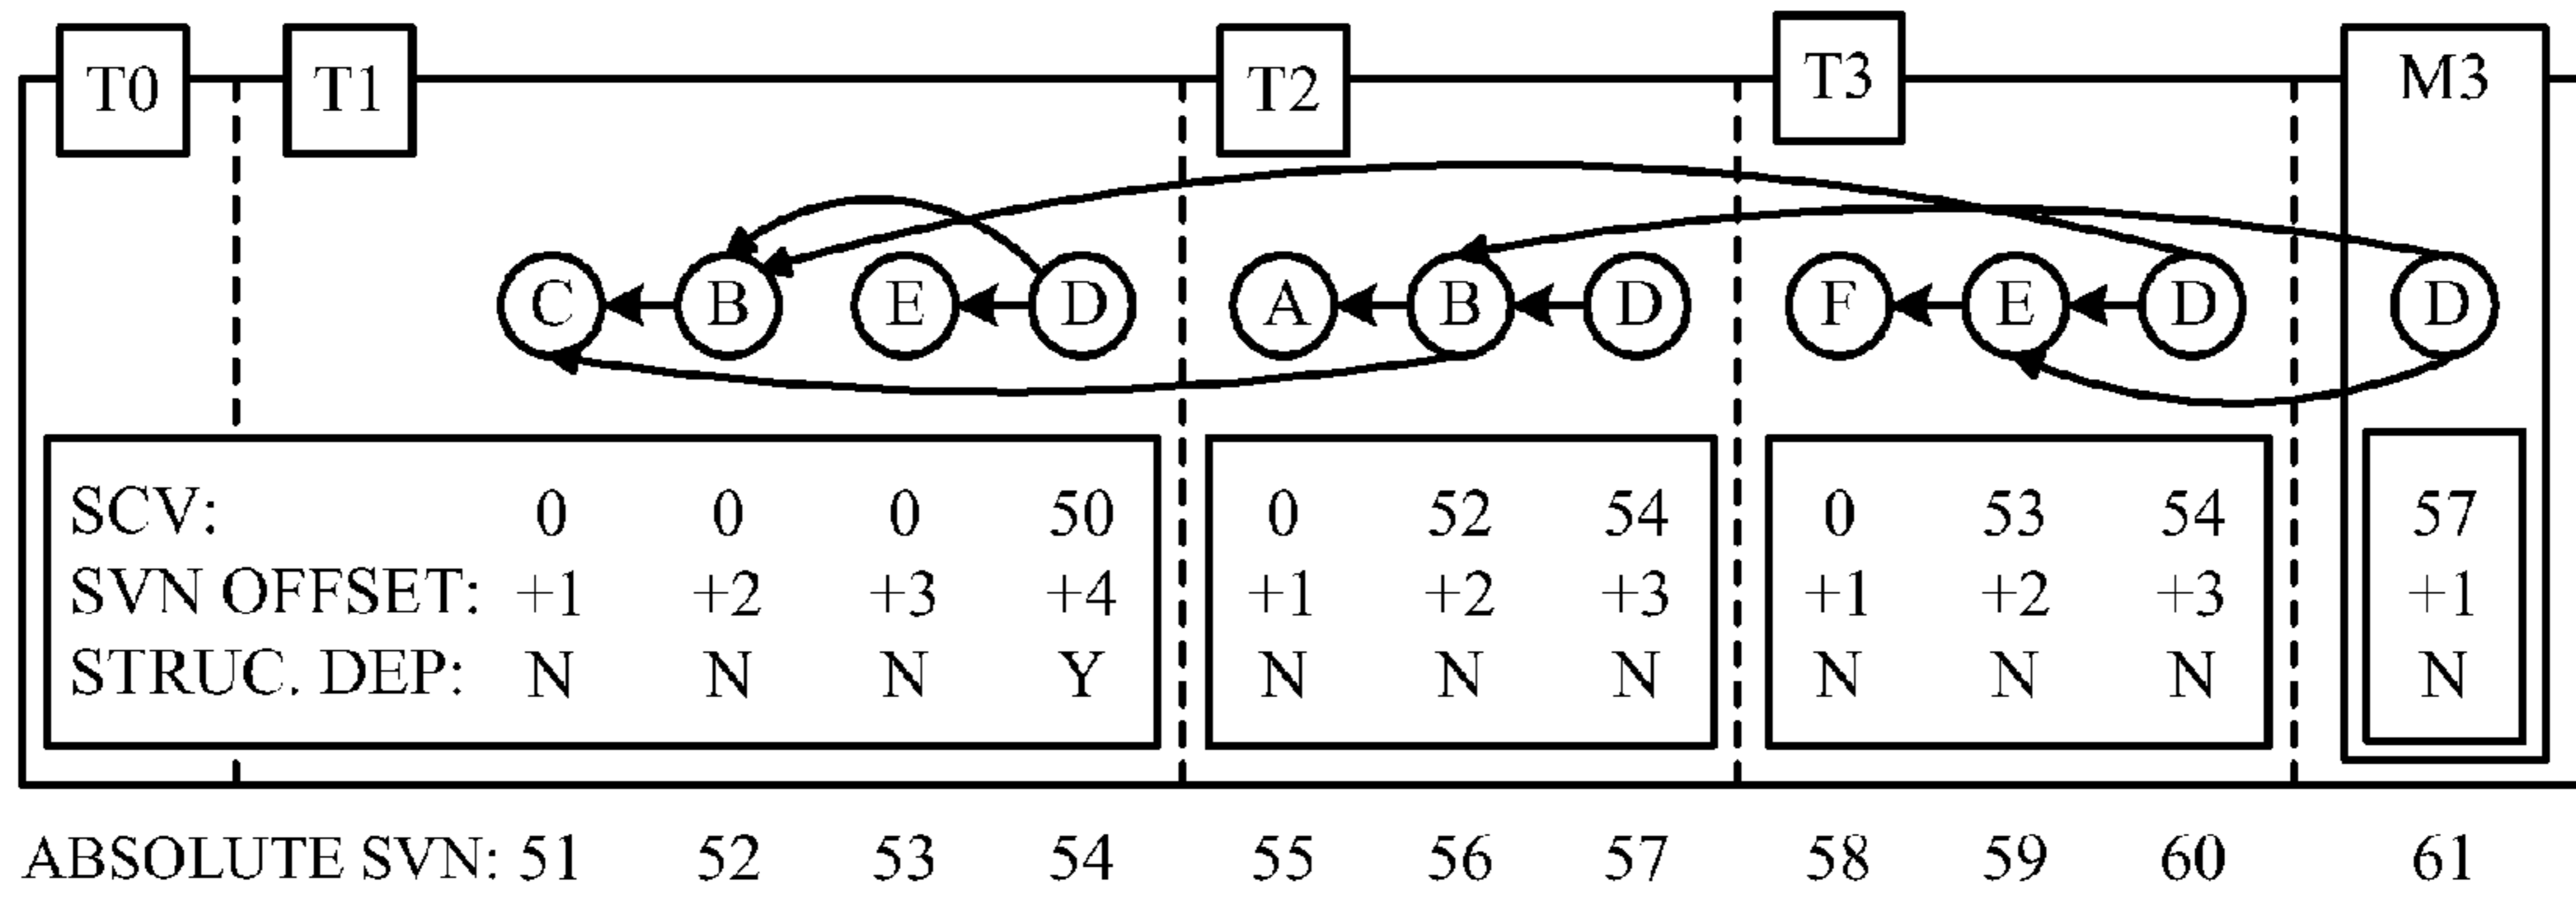 T0 T1 T2 T3 M3
C B E D A B D F E D D
SCV: 0 0 0 50 0 52 54 0 53 54 57
SVN OFFSET: +1 +2 +3 +4 +1 +2 +3 +1 +2 +3 +1
STRUC. DEP: N N N Y N N N N N N N
ABSOLUTE SVN: 51 52 53 54 55 56 57 58 59 60 61